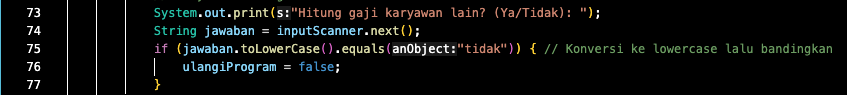 73 System.out.print(s:"Hitung gaji karyawan lain? (Ya/Tidak): ");
74 String jawaban = inputScanner.next();
75 if (jawaban.toLowerCase().equals(anObject:"tidak")) { // Konversi ke lowercase lalu bandingkan
76 ulangiProgram = false;
77 }